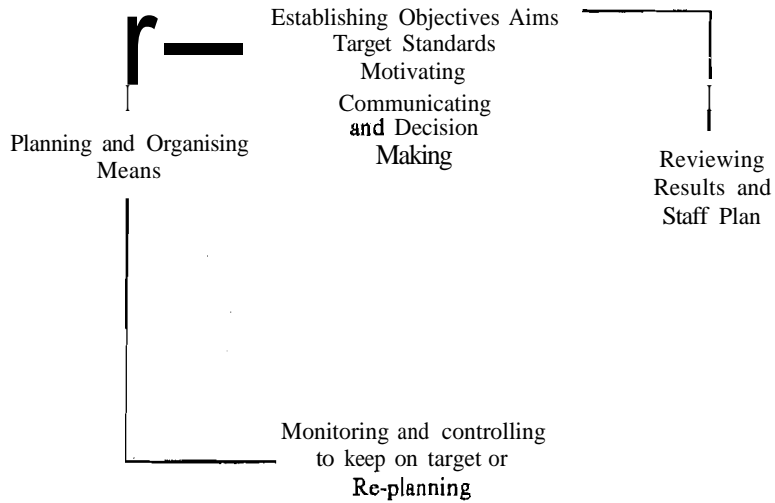 Establishing Objectives Aims
Target Standards
Motivating
Communicating
and Decision
Making
Planning and Organising
Means
Reviewing
Results and
Staff Plan
Monitoring and controlling
to keep on target or
Re-planning